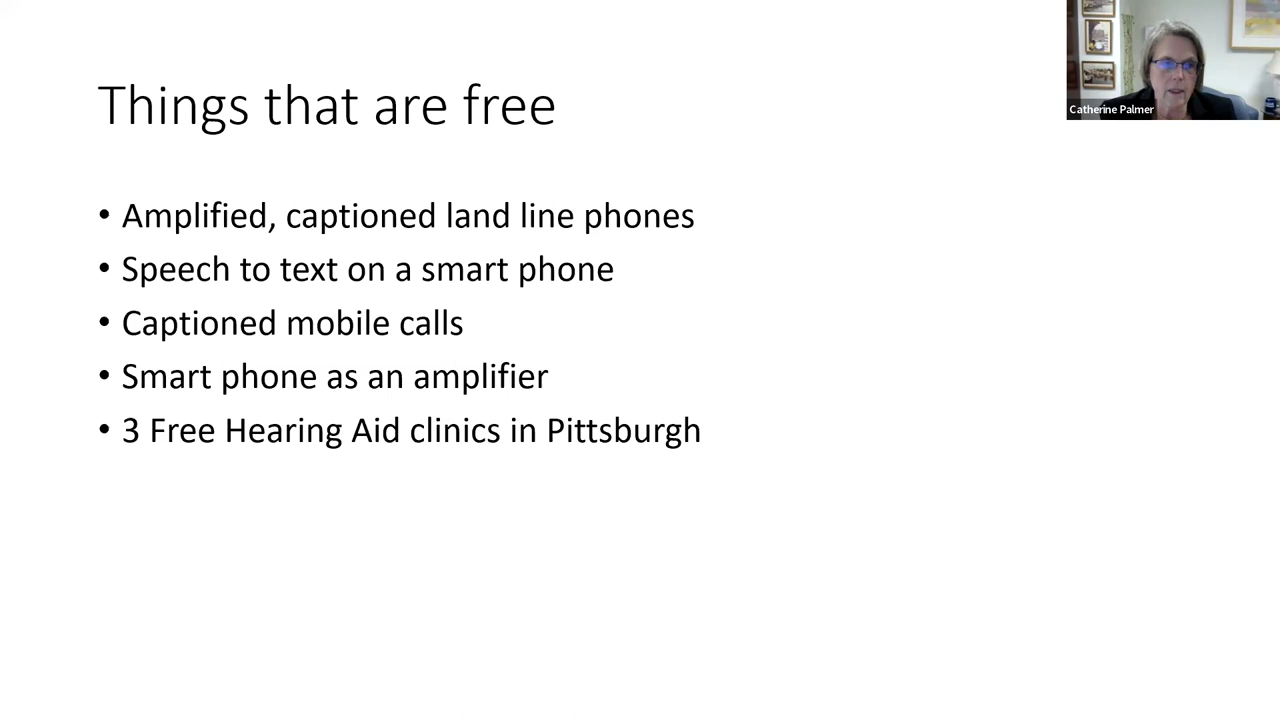 Things that are free
• Amplified, captioned land line phones
• Speech to text on a smart phone
• Captioned mobile calls
• Smart phone as an amplifier
• 3 Free Hearing Aid clinics in Pittsburgh
Catherine Palmer